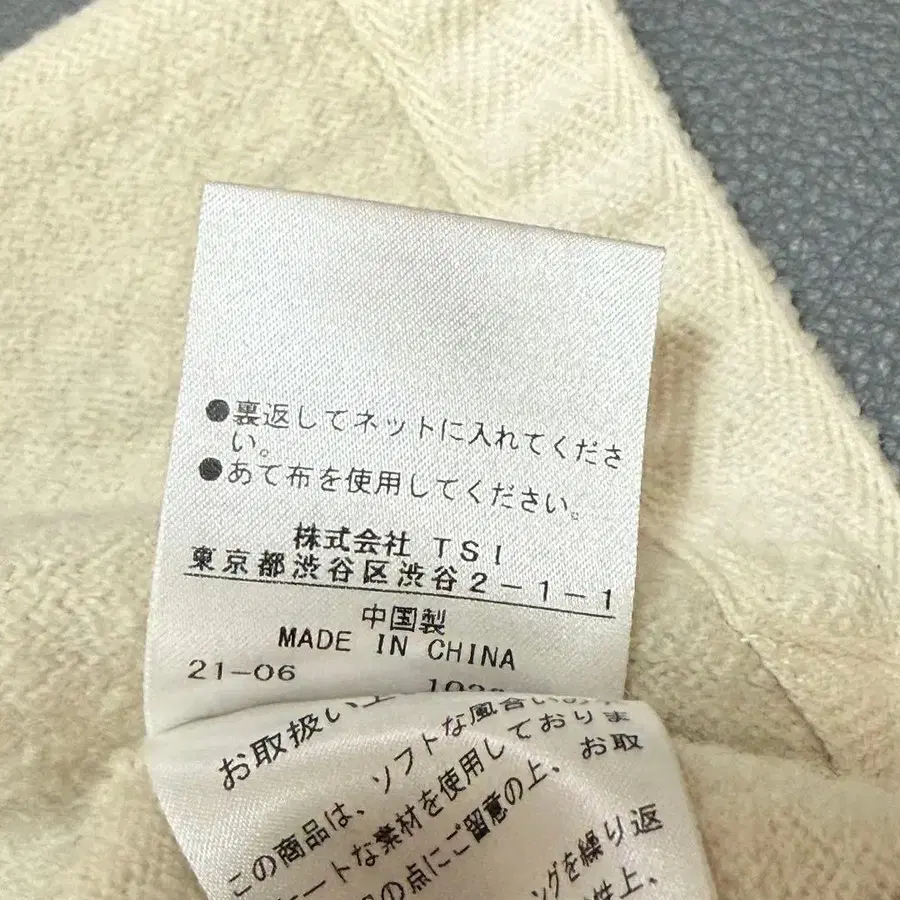 ●裏返してネットに入れてくださ
い。
●あて布を使用してください。
株式会社 TSI
東京都渋谷区渋谷2-1-1
中国製
MADE IN CHINA
21-06
お取扱い上
この商品は、ソフトな風合いの
ートな素材を使用しておりま
の点にご留意の上、お取
ングを繰り返
性上、